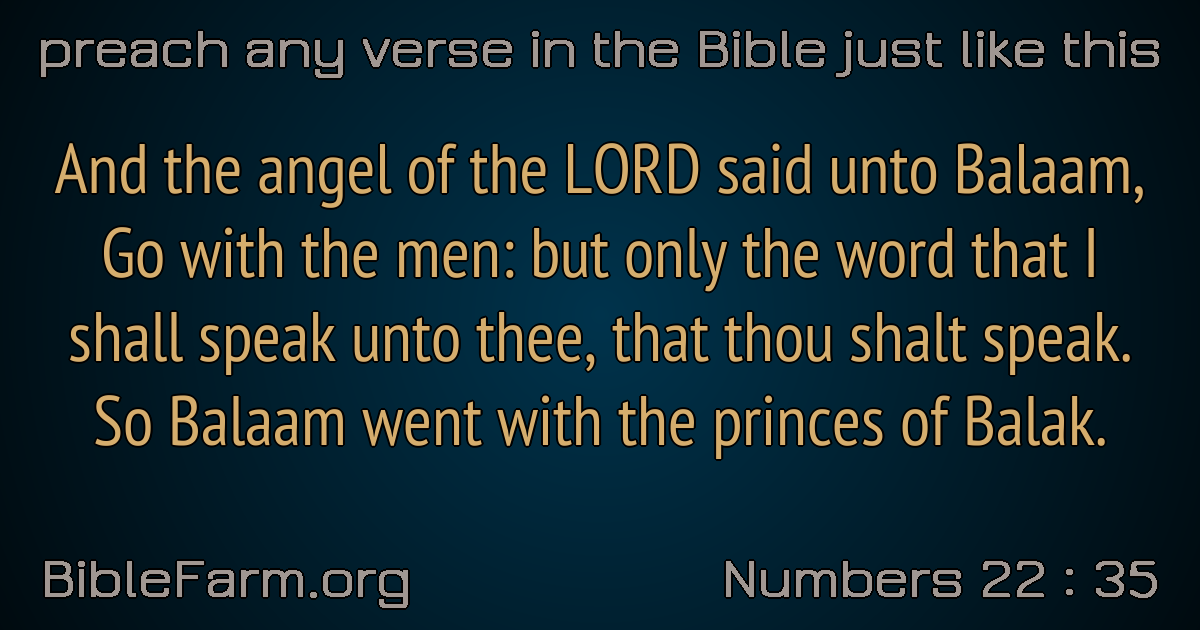 preach any verse in the Bible just like this
And the angel of the LORD said unto Balaam,
Go with the men: but only the word that I
shall speak unto thee, that thou shalt speak.
So Balaam went with the princes of Balak.
BibleFarm.org
Numbers 22 : 35